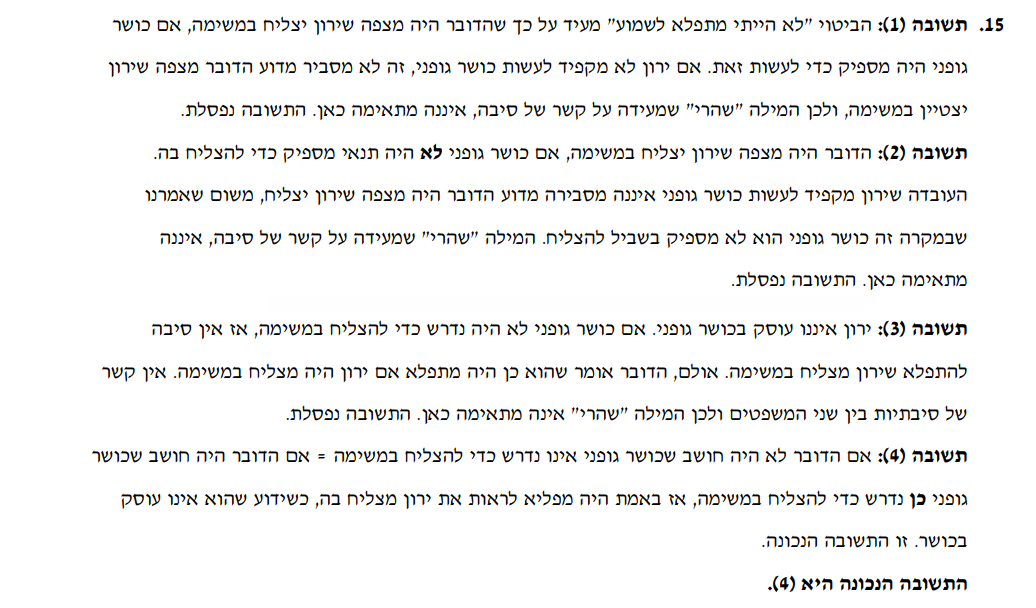 15. תשובה (1): הביטוי "לא הייתי מתפלא לשמוע" מעיד על כך שהדובר היה מצפה שירון יצליח במשימה, אם כושר
גופני היה מספיק כדי לעשות זאת. אם ירון לא מקפיד לעשות כושר גופני, זה לא מסביר מדוע הדובר מצפה שירון
יצטיין במשימה, ולכן המילה "שהרי" שמעידה על קשר של סיבה, איננה מתאימה כאן. התשובה נפסלת.
תשובה (2): הדובר היה מצפה שירון יצליח במשימה, אם כושר גופני לא היה תנאי מספיק כדי להצליח בה.
העובדה שירון מקפיד לעשות כושר גופני איננה מסבירה מדוע הדובר היה מצפה שירון יצליח, משום שאמרנו
שבמקרה זה כושר גופני הוא לא מספיק בשביל להצליח. המילה "שהרי" שמעידה על קשר של סיבה, איננה
מתאימה כאן. התשובה נפסלת.
תשובה (3): ירון איננו עוסק בכושר גופני. אם כושר גופני לא היה נדרש כדי להצליח במשימה, אז אין סיבה
להתפלא שירון מצליח במשימה. אולם, הדובר אומר שהוא כן היה מתפלא אם ירון היה מצליח במשימה. אין קשר
של סיבתיות בין שני המשפטים ולכן המילה "שהרי" אינה מתאימה כאן. התשובה נפסלת.
תשובה (4): אם הדובר לא היה חושב שכושר גופני אינו נדרש כדי להצליח במשימה = אם הדובר היה חושב שכושר
גופני כן נדרש כדי להצליח במשימה, אז באמת היה מפליא לראות את ירון מצליח בה, כשידוע שהוא אינו עוסק
בכושר. זו התשובה הנכונה.
התשובה הנכונה היא (4).